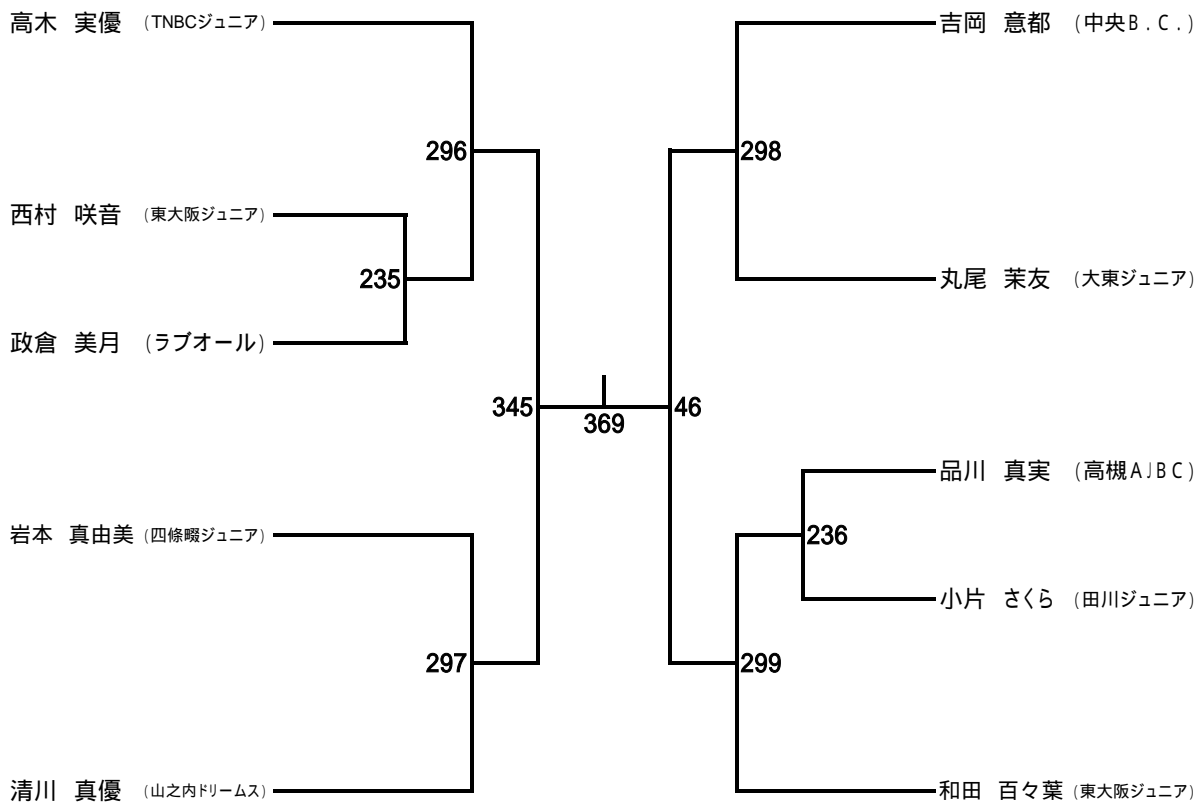 高木 実優 (TNBCジュニア)
296
西村 咲音 (東大阪ジュニア)
235
政倉 美月 (ラブオール)
345
岩本 真由美 (四條畷ジュニア)
297
清川 真優 (山之内ドリームス)
369
吉岡 意都 (中央B.C.)
298
丸尾 茉友 (大東ジュニア)
46
品川 真実 (高槻AJBC)
236
小片 さくら (田川ジュニア)
299
和田 百々葉 (東大阪ジュニア)